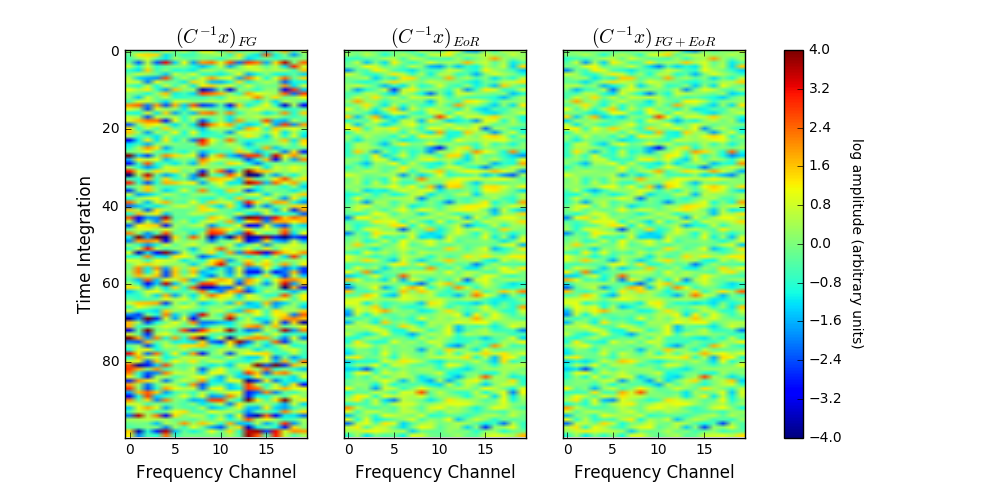 (C⁻¹x)_FG (C⁻¹x)_EoR (C⁻¹x)_FG+EoR
0
20
40
60
80
Time Integration
0 5 10 15
0 5 10 15
0 5 10 15
Frequency Channel Frequency Channel Frequency Channel
4.0
3.2
2.4
1.6
0.8
0.0
−0.8
−1.6
−2.4
−3.2
−4.0
log amplitude (arbitrary units)